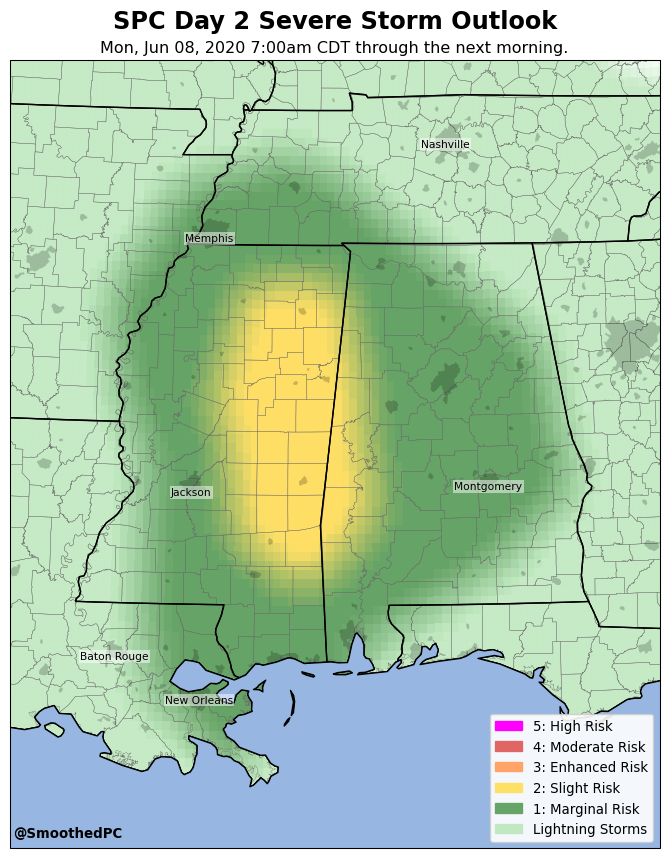 SPC Day 2 Severe Storm Outlook
Mon, Jun 08, 2020 7:00am CDT through the next morning.
Nashville
Memphis
Montgomery
Jackson
Baton Rouge
New Orleans
5: High Risk
4: Moderate Risk
3: Enhanced Risk
2: Slight Risk
1: Marginal Risk
Lightning Storms
@SmoothedPC